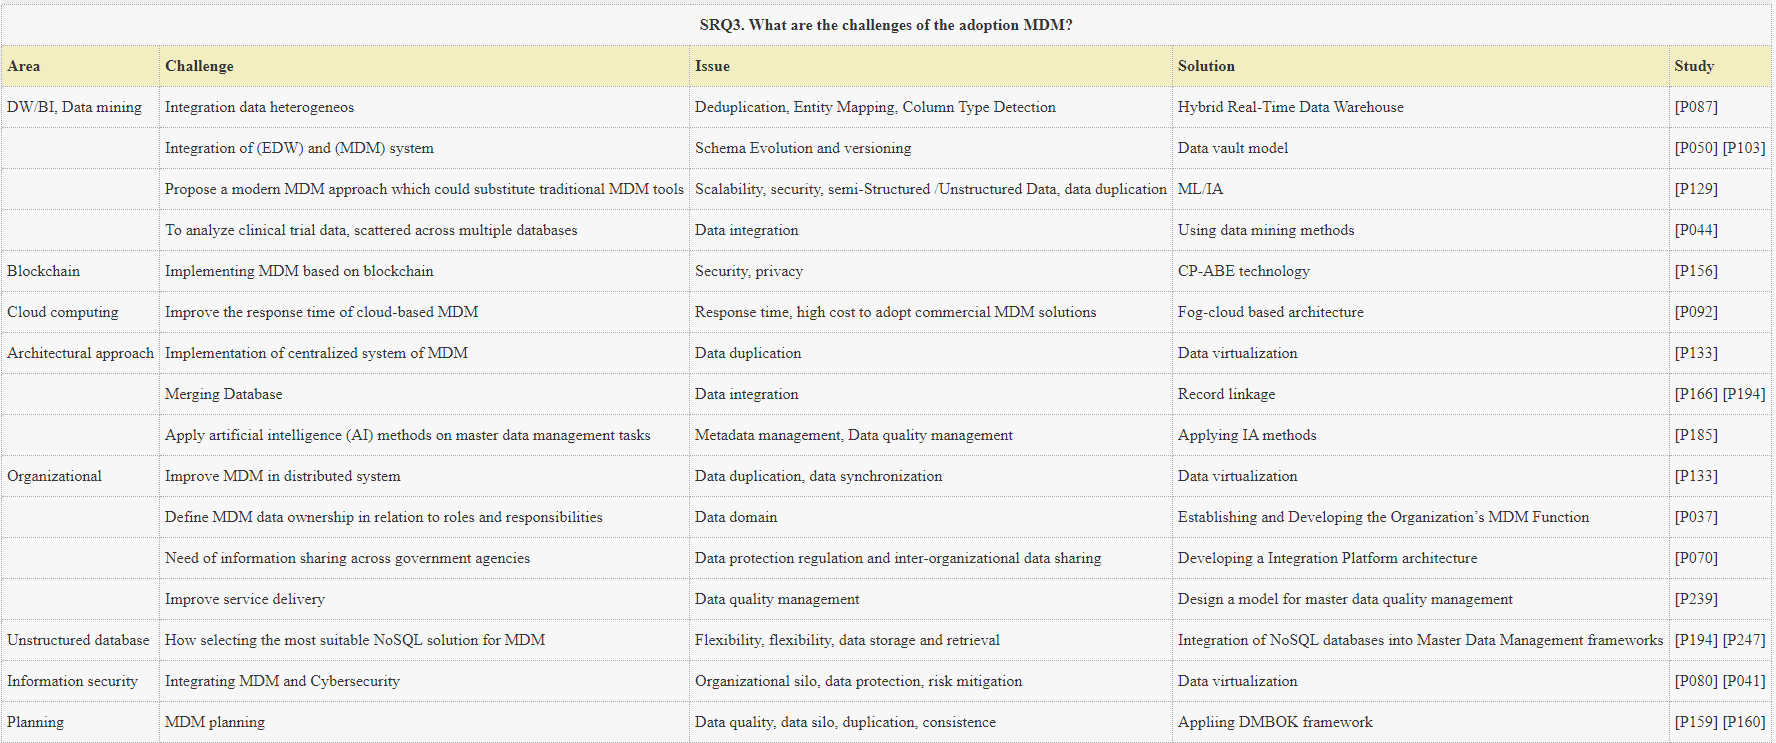 SRQ3. What are the challenges of the adoption MDM?
Area Challenge Issue Solution Study
DW/BI, Data mining Integration data heterogeneos Deduplication, Entity Mapping, Column Type Detection Hybrid Real-Time Data Warehouse [P087]
Integration of (EDW) and (MDM) system Schema Evolution and versioning Data vault model [P050] [P103]
Propose a modern MDM approach which could substitute traditional MDM tools Scalability, security, semi-Structured /Unstructured Data, data duplication ML/IA [P129]
To analyze clinical trial data, scattered across multiple databases Data integration Using data mining methods [P044]
Blockchain Implementing MDM based on blockchain Security, privacy CP-ABE technology [P156]
Cloud computing Improve the response time of cloud-based MDM Response time, high cost to adopt commercial MDM solutions Fog-cloud based architecture [P092]
Architectural approach Implementation of centralized system of MDM Data duplication Data virtualization [P133]
Merging Database Data integration Record linkage [P166] [P194]
Apply artificial intelligence (AI) methods on master data management tasks Metadata management, Data quality management Applying IA methods [P185]
Organizational Improve MDM in distributed system Data duplication, data synchronization Data virtualization [P133]
Define MDM data ownership in relation to roles and responsibilities Data domain Establishing and Developing the Organization’s MDM Function [P037]
Need of information sharing across government agencies Data protection regulation and inter-organizational data sharing Developing a Integration Platform architecture [P070]
Improve service delivery Data quality management Design a model for master data quality management [P239]
Unstructured database How selecting the most suitable NoSQL solution for MDM Flexibility, flexibility, data storage and retrieval Integration of NoSQL databases into Master Data Management frameworks [P194] [P247]
Information security Integrating MDM and Cybersecurity Organizational silo, data protection, risk mitigation Data virtualization [P080] [P041]
Planning MDM planning Data quality, data silo, duplication, consistence Appliing DMBOK framework [P159] [P160]